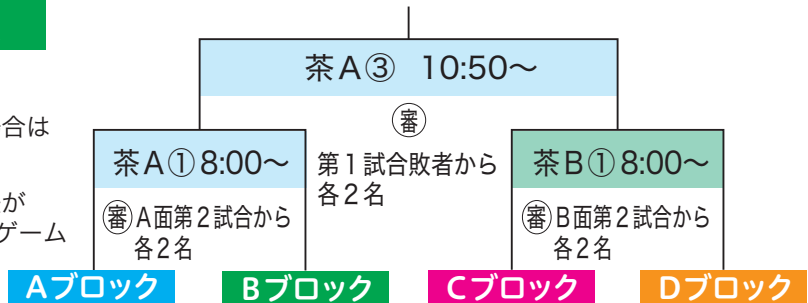 茶A③ 10:50～
審
第1試合敗者から
各2名
合は
が
ゲーム
茶A①8:00～
審A面第2試合から
各2名
茶B①8:00～
審B面第2試合から
各2名
Aブロック
Bブロック
Cブロック
Dブロック